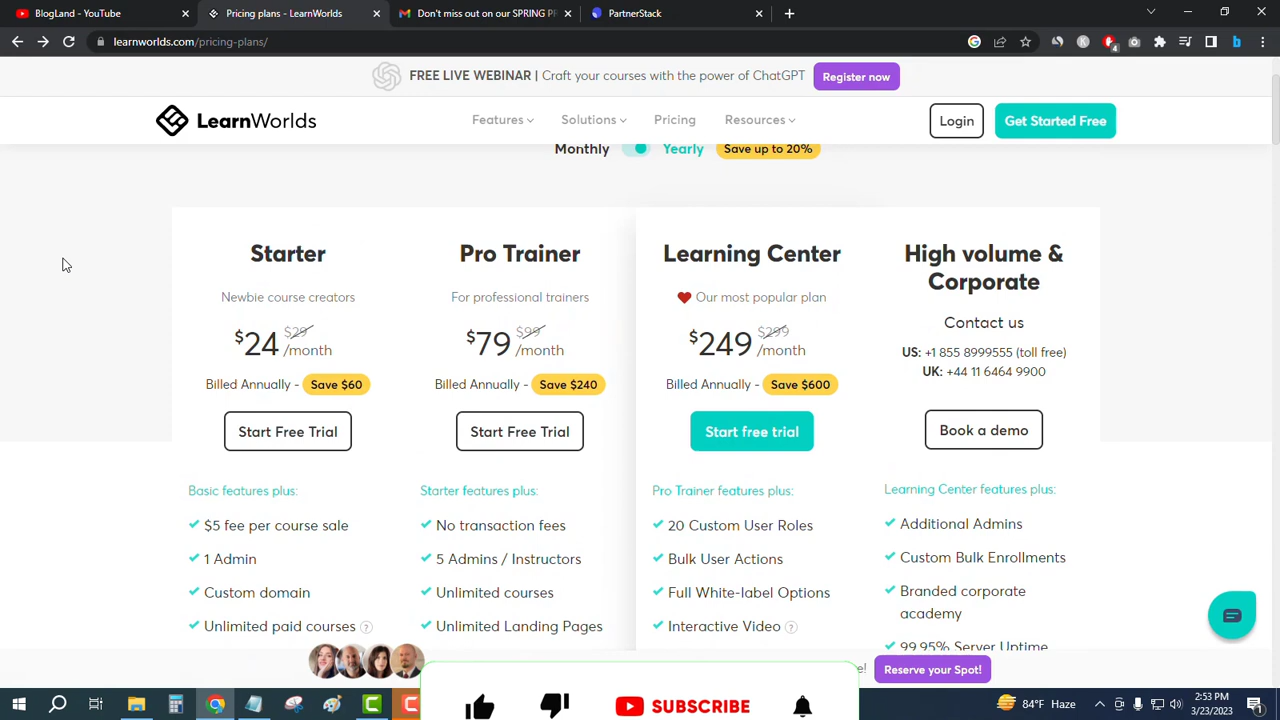 BlogLand - YouTube
Pricing plans - LearnWorlds
Don't miss out on our SPRING PR
PartnerStack
learnworlds.com/pricing-plans/
4
FREE LIVE WEBINAR | Craft your courses with the power of ChatGPT
Register now
LearnWorlds
Features
Solutions
Pricing
Resources
Login
Get Started Free
Monthly
Yearly
Save up to 20%
Starter
Newbie course creators
$24 $29 /month
Billed Annually - Save $60
Start Free Trial
Basic features plus:
$5 fee per course sale
1 Admin
Custom domain
Unlimited paid courses ?
Pro Trainer
For professional trainers
$79 $99 /month
Billed Annually - Save $240
Start Free Trial
Starter features plus:
No transaction fees
5 Admins / Instructors
Unlimited courses
Unlimited Landing Pages
Learning Center
Our most popular plan
$249 $299 /month
Billed Annually - Save $600
Start free trial
Pro Trainer features plus:
20 Custom User Roles
Bulk User Actions
Full White-label Options
Interactive Video ?
High volume &
Corporate
Contact us
US: +1 855 8999555 (toll free)
UK: +44 11 6464 9900
Book a demo
Learning Center features plus:
Additional Admins
Custom Bulk Enrollments
Branded corporate
academy
99.95% Server Uptime
Reserve your Spot!
SUBSCRIBE
84°F Haze
2:53 PM
3/23/2023